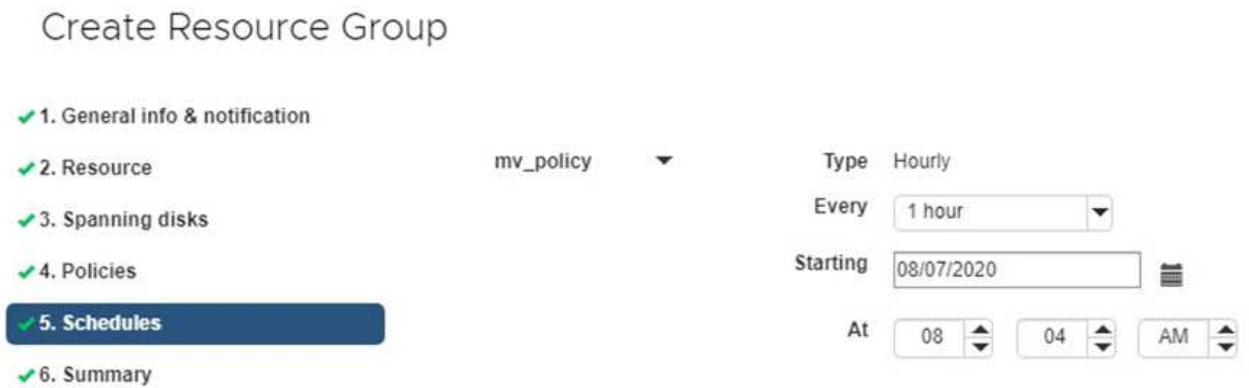 Create Resource Group
1. General info & notification
2. Resource
3. Spanning disks
4. Policies
5. Schedules
6. Summary
mv_policy
Type Hourly
Every 1 hour
Starting 08/07/2020
At 08 04 AM